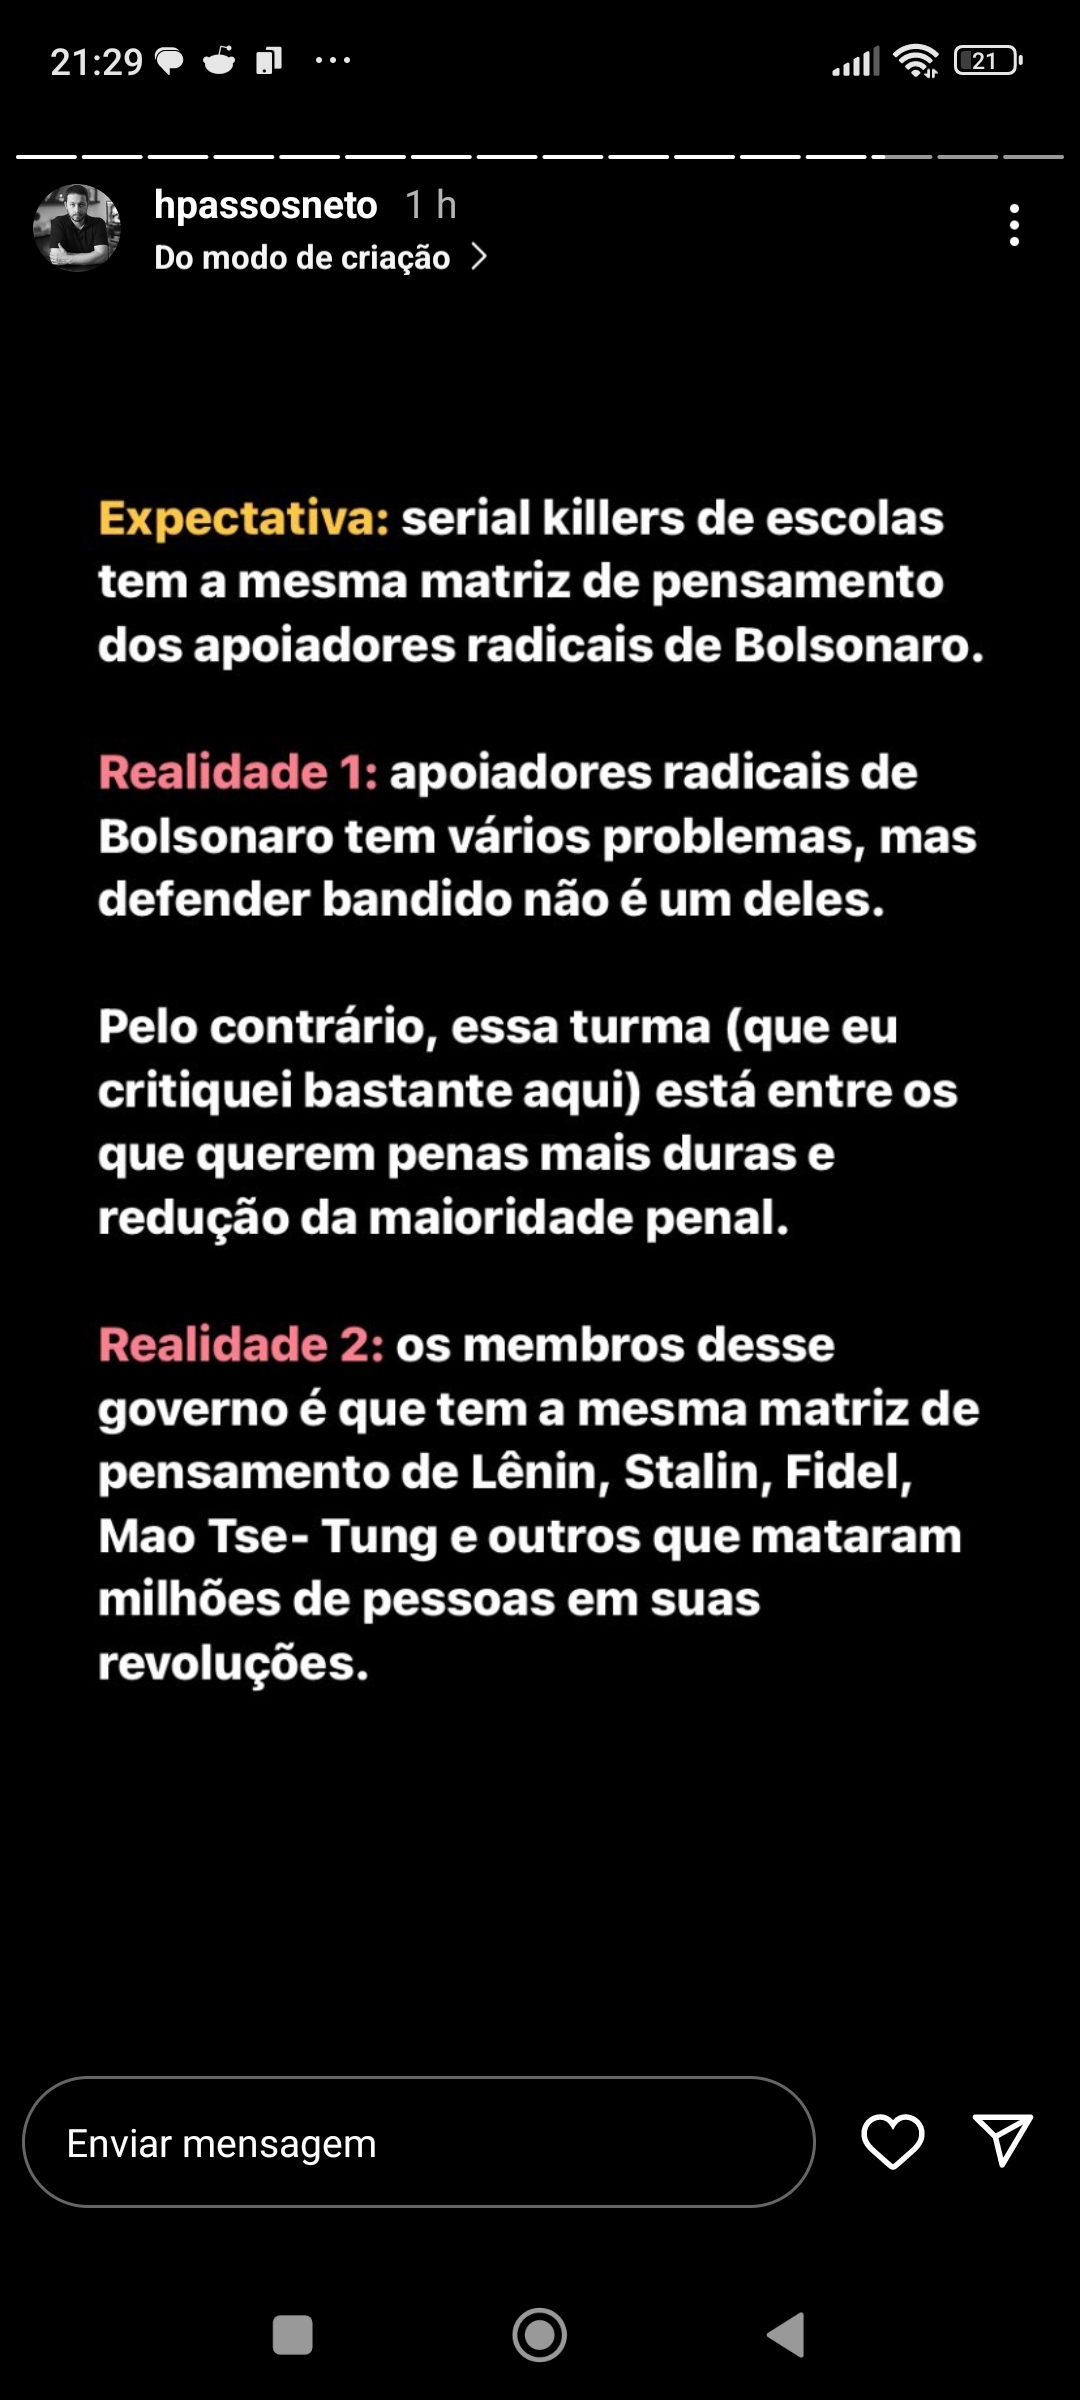 21:29
21
hpassosneto 1 h
Do modo de criação
Expectativa: serial killers de escolas
tem a mesma matriz de pensamento
dos apoiadores radicais de Bolsonaro.
Realidade 1: apoiadores radicais de
Bolsonaro tem vários problemas, mas
defender bandido não é um deles.
Pelo contrário, essa turma (que eu
critiquei bastante aqui) está entre os
que querem penas mais duras e
redução da maioridade penal.
Realidade 2: os membros desse
governo é que tem a mesma matriz de
pensamento de Lênin, Stalin, Fidel,
Mao Tse- Tung e outros que mataram
milhões de pessoas em suas
revoluções.
Enviar mensagem